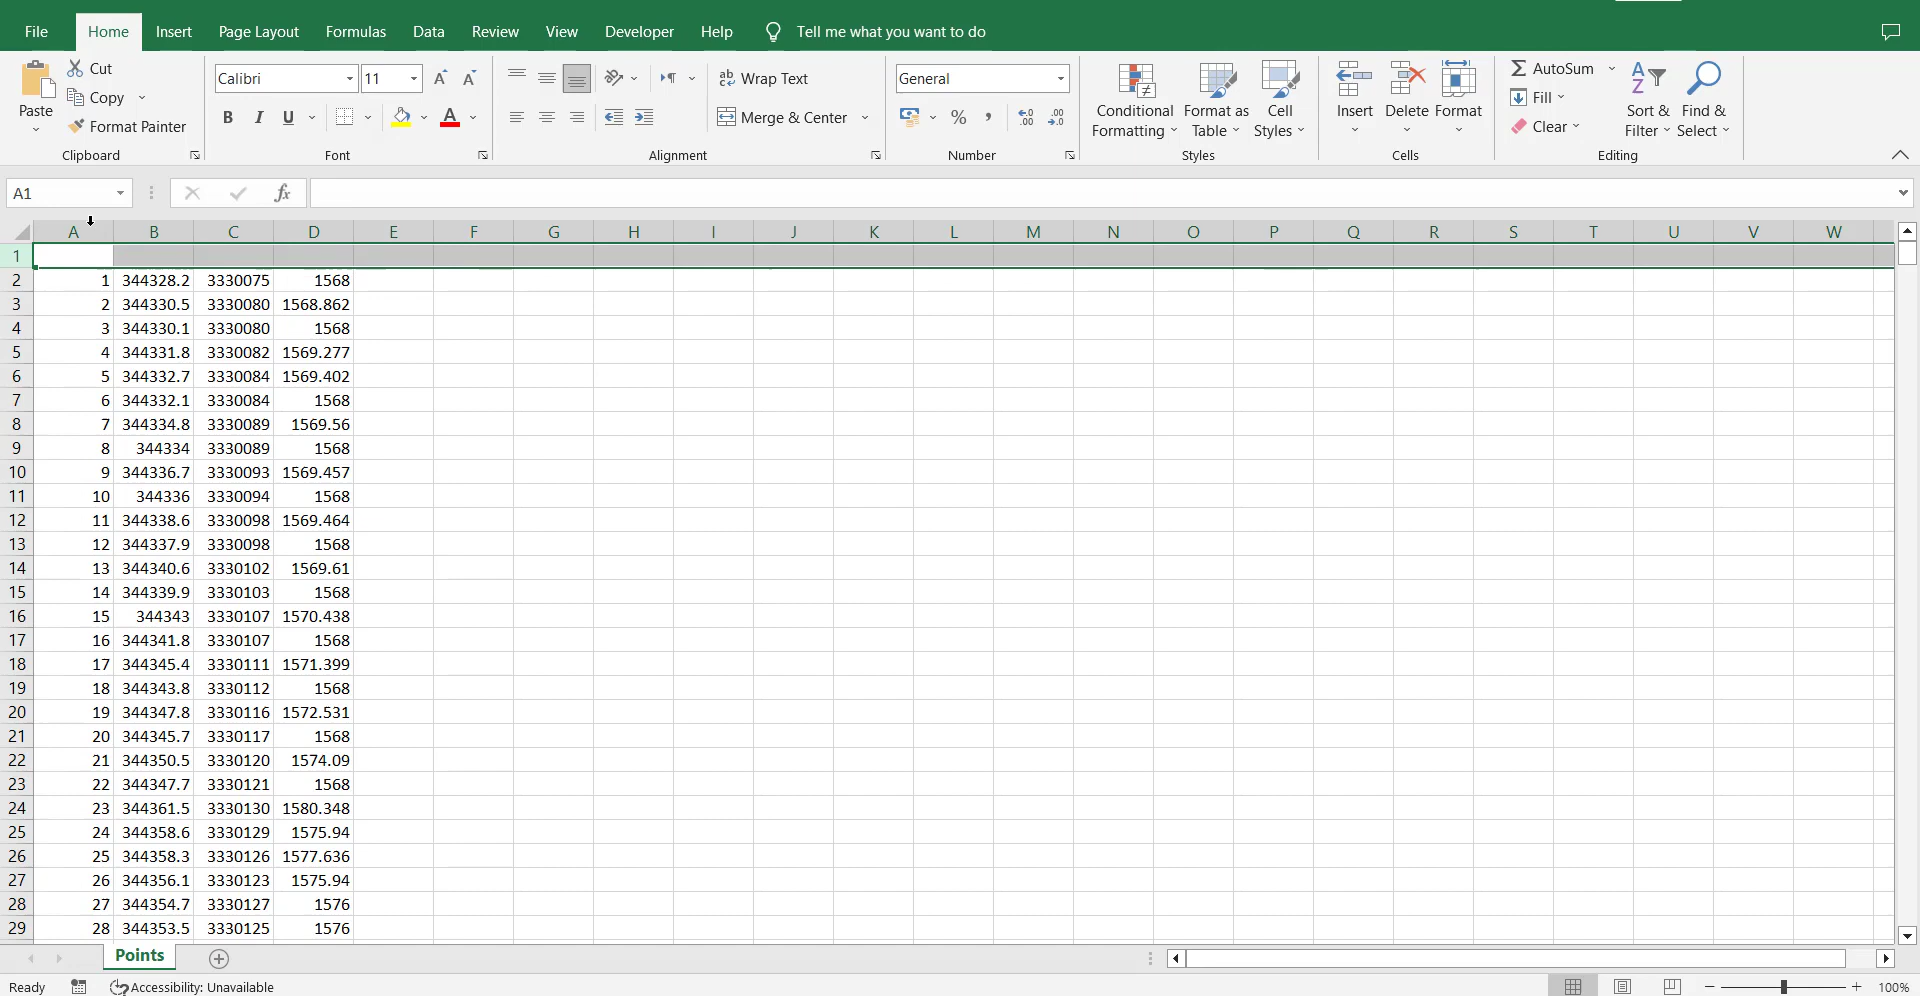 File Home Insert Page Layout Formulas Data Review View Developer Help Tell me what you want to do
Paste Cut Copy Format Painter Clipboard
Calibri 11 A A B I U A Font
ab Wrap Text Merge & Center Alignment
General % , Number
Conditional Formatting Format as Table Cell Styles Styles
Insert Delete Format Cells
AutoSum Fill Clear Sort & Filter Find & Select Editing
A1 fx
A B C D E F G H I J K L M N O P Q R S T U V W
1
2 1 344328.2 3330075 1568
3 2 344330.5 3330080 1568.862
4 3 344330.1 3330080 1568
5 4 344331.8 3330082 1569.277
6 5 344332.7 3330084 1569.402
7 6 344332.1 3330084 1568
8 7 344334.8 3330089 1569.56
9 8 344334 3330089 1568
10 9 344336.7 3330093 1569.457
11 10 344336 3330094 1568
12 11 344338.6 3330098 1569.464
13 12 344337.9 3330098 1568
14 13 344340.6 3330102 1569.61
15 14 344339.9 3330103 1568
16 15 344343 3330107 1570.438
17 16 344341.8 3330107 1568
18 17 344345.4 3330111 1571.399
19 18 344343.8 3330112 1568
20 19 344347.8 3330116 1572.531
21 20 344345.7 3330117 1568
22 21 344350.5 3330120 1574.09
23 22 344347.7 3330121 1568
24 23 344361.5 3330130 1580.348
25 24 344358.6 3330129 1575.94
26 25 344358.3 3330126 1577.636
27 26 344356.1 3330123 1575.94
28 27 344354.7 3330127 1576
29 28 344353.5 3330125 1576
Points
Ready Accessibility: Unavailable 100%